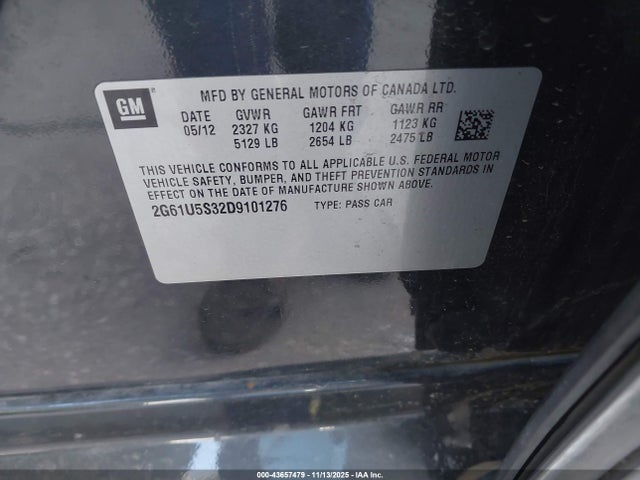 GM
MFD BY GENERAL MOTORS OF CANADA LTD.
DATE GVWR GAWR FRT GAWR RR
05/12 2327 KG 1204 KG 1123 KG
5129 LB 2654 LB 2475 LB
THIS VEHICLE CONFORMS TO ALL APPLICABLE U.S. FEDERAL MOTOR
VEHICLE SAFETY, BUMPER, AND THEFT PREVENTION STANDARDS IN
EFFECT ON THE DATE OF MANUFACTURE SHOWN ABOVE.
2G61U5S32D9101276 TYPE: PASS CAR
000-43657479 - 11/13/2025 - IAA Inc.